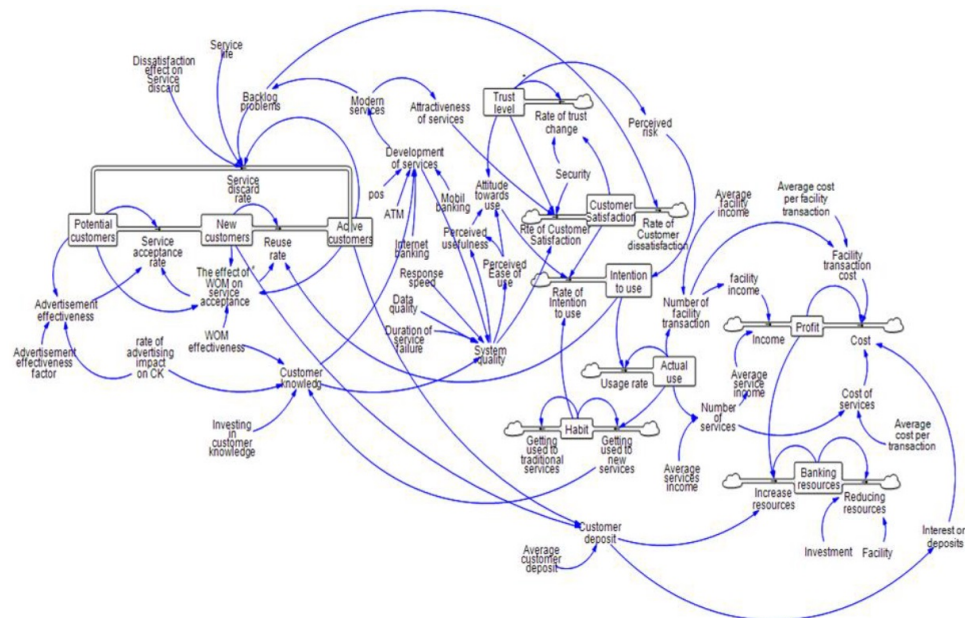 Service
life
Dissatisfaction
effect on
Service
discard
Backlog
problems
Modern
services
Attractiveness
of services
Trust
level
Rate of trust
change
Perceived
risk
Development
of services
Service
discard
rate
pos
ATM
Mobil
banking
Internet
banking
Attitude
towards
use
Security
Customer
Satisfaction
Rte of Customer
Satisfaction
Rate of
Customer
dissatisfaction
Average
facility
income
Average cost
per facility
transaction
Potential
customers
Service
acceptance
rate
New
customers
Reuse
rate
Active
customers
Perceived
usefulness
Perceived
Ease of
use
Facility
transaction
cost
The effect of
WOM on
service
acceptance
Response
speed
Data
quality
Duration of
service
failure
System
quality
Rate of
Intention
to use
Intention
to use
Number of
facility
transaction
facility
income
Advertisement
effectiveness
Advertisement
effectiveness
factor
rate of
advertising
impact
on CK
WOM
effectiveness
Customer
knowledg
Income
Profit
Cost
Usage rate
Actual
use
Average
service
income
Cost of
services
Number
of
services
Average
cost per
transaction
Investing
in
customer
knowledge
Habit
Getting
used to
traditional
services
Getting
used to
new
services
Average
services
income
Banking
resources
Increase
resources
Reducing
resources
Customer
deposit
Average
customer
deposit
Investment
Facility
Interest on
deposits